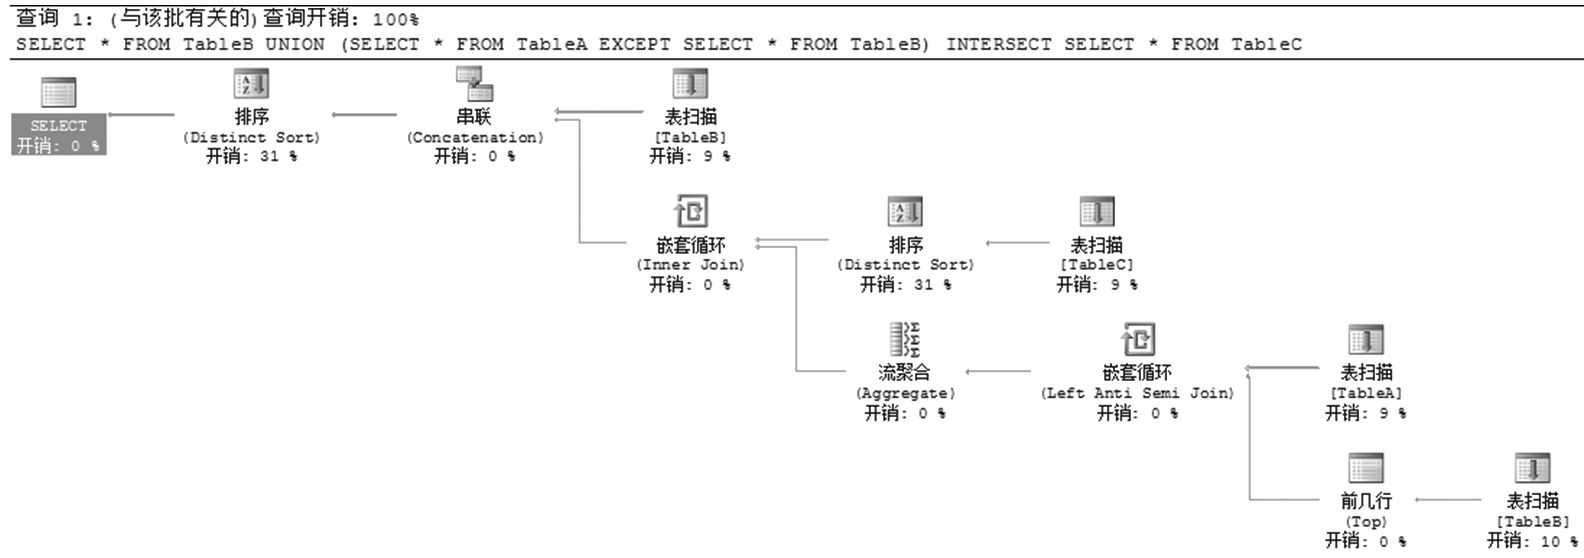 查询 1: (与该批有关的)查询开销: 100%
SELECT * FROM TableB UNION (SELECT * FROM TableA EXCEPT SELECT * FROM TableB) INTERSECT SELECT * FROM TableC
SELECT
开销: 0 %
排序
(Distinct Sort)
开销: 31 %
串联
(Concatenation)
开销: 0 %
表扫描
[TableB]
开销: 9 %
嵌套循环
(Inner Join)
开销: 0 %
排序
(Distinct Sort)
开销: 31 %
表扫描
[TableC]
开销: 9 %
流聚合
(Aggregate)
开销: 0 %
嵌套循环
(Left Anti Semi Join)
开销: 0 %
表扫描
[TableA]
开销: 9 %
前几行
(Top)
开销: 0 %
表扫描
[TableB]
开销: 10 %